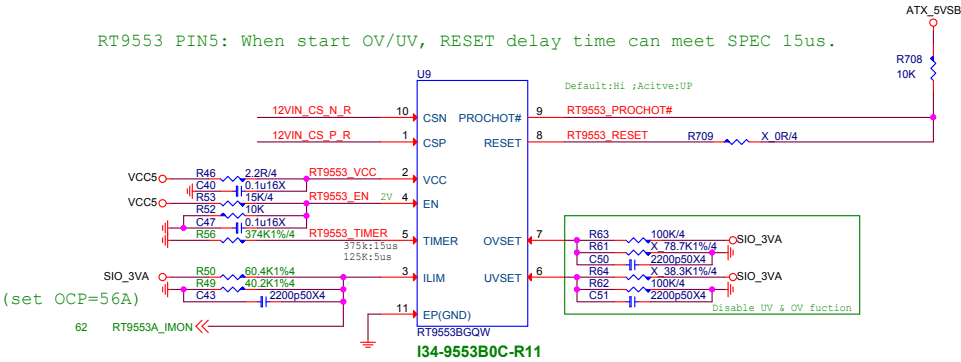 ATX_5VSB
RT9553 PIN5: When start OV/UV, RESET delay time can meet SPEC 15us.
R708
10K
U9
Default:Hi ;Acitve:UP
12VIN_CS_N_R 10 CSN PROCHOT# 9 RT9553_PROCHOT#
12VIN_CS_P_R 1 CSP RESET 8 RT9553_RESET R709 X_0R/4
VCC5 R46 2.2R/4 RT9553_VCC 2 VCC
C40 0.1u16X
VCC5 R53 15K/4 RT9553_EN 2V 4 EN
R52 10K
C47 0.1u16X
R56 374K1%/4 RT9553_TIMER 5 TIMER OVSET 7 R63 100K/4 SIO_3VA
375k:15us
125K:5us
R61 X_78.7K1%/4
C50 2200p50X4
SIO_3VA R50 60.4K1%4 3 ILIM UVSET 6 R64 X_38.3K1%/4 SIO_3VA
R49 40.2K1%4 R62 100K/4
(set OCP=56A) C43 2200p50X4 C51 2200p50X4
Disable UV & OV fuction
11 EP(GND)
62 RT9553A_IMON
RT9553BGQW
I34-9553B0C-R11